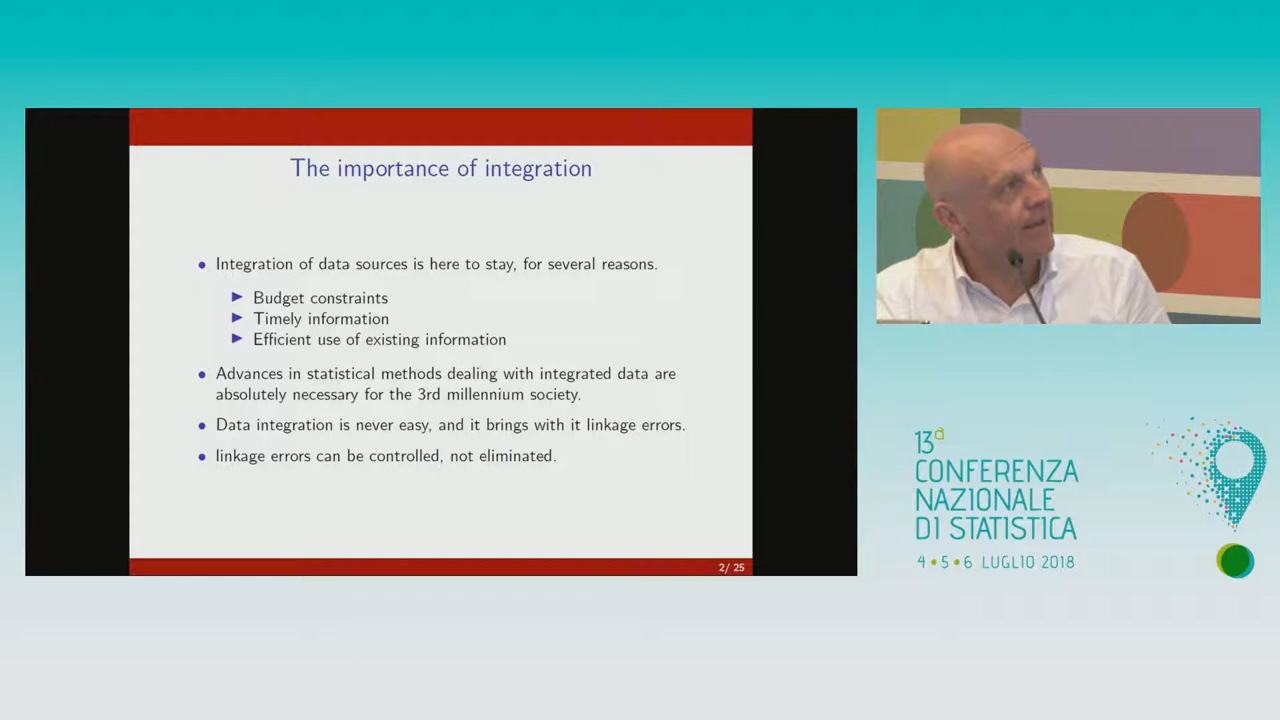 The importance of integration
Integration of data sources is here to stay, for several reasons.
Budget constraints
Timely information
Efficient use of existing information
Advances in statistical methods dealing with integrated data are
absolutely necessary for the 3rd millennium society.
Data integration is never easy, and it brings with it linkage errors.
linkage errors can be controlled, not eliminated.
2/ 25
13ª
CONFERENZA
NAZIONALE
DI STATISTICA
4 • 5 • 6 LUGLIO 2018